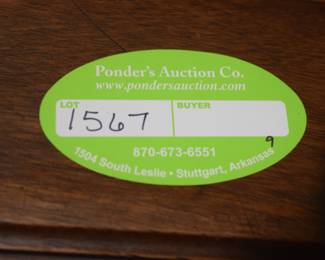 Ponder's Auction Co.
www.pondersauction.com
LOT BUYER
1567
870-673-6551
9
1504 South Leslie • Stuttgart, Arkansas